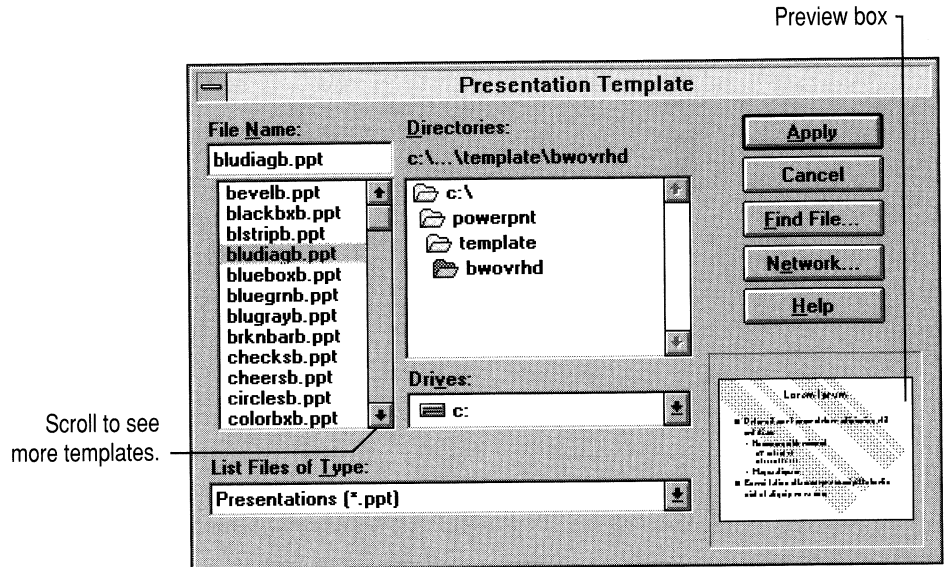 Preview box
Presentation Template
File Name:
bludiagb.ppt
bevelb.ppt
blackbxb.ppt
blstripb.ppt
bludiagb.ppt
blueboxb.ppt
bluegrnb.ppt
blugrayb.ppt
brknbarb.ppt
checksb.ppt
cheersb.ppt
circlesb.ppt
colorbxb.ppt
Directories:
c:\...\template\bwovrhd
c:\
powerpnt
template
bwovrhd
Drives:
c:
List Files of Type:
Presentations (*.ppt)
Apply
Cancel
Find File...
Network...
Help
Scroll to see
more templates.